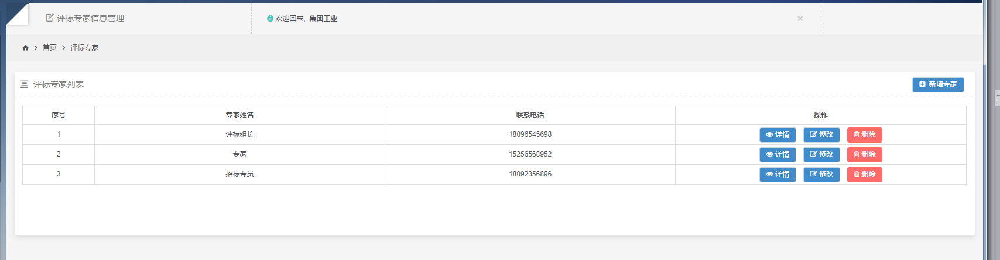 评标专家信息管理
欢迎回来, 集团工业
首页 评标专家
评标专家列表
新增专家
序号 专家姓名 联系电话 操作
1 评标组长 18096545698 详情 修改 删除
2 专家 15256568952 详情 修改 删除
3 招标专员 18092356896 详情 修改 删除